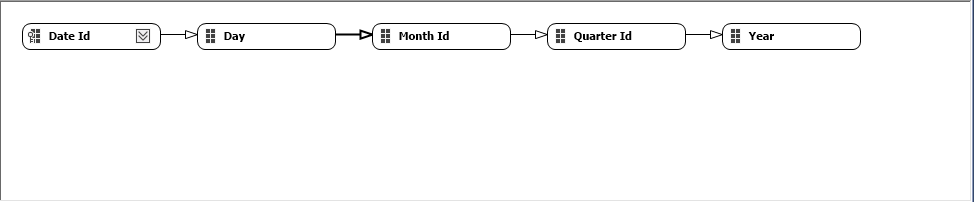 Date Id
Day
Month Id
Quarter Id
Year